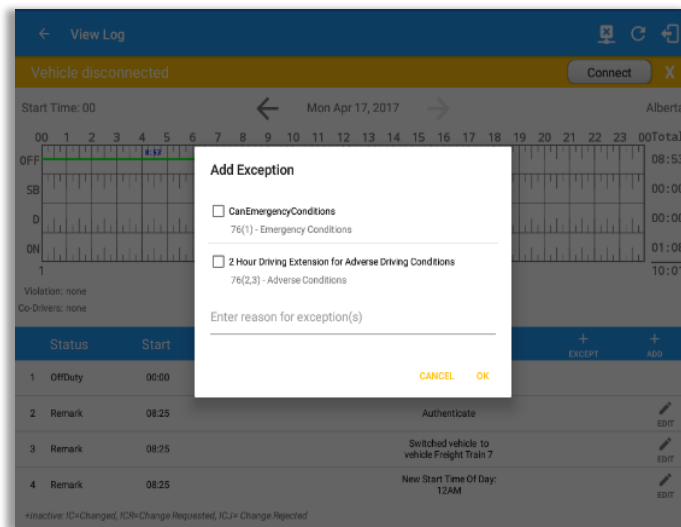 View Log
Vehicle disconnected
Connect
X
Start Time: 00
Mon Apr 17, 2017
Alberta
00 1 2 3 4 5 6 7 8 9 10 11 12 13 14 15 16 17 18 19 20 21 22 23 00Total
OFF 8:53 08:53
SB 00:00
D 00:00
ON 01:08
1
Violation: none
Co-Drivers: none
Add Exception
CanEmergencyConditions
76(1) - Emergency Conditions
2 Hour Driving Extension for Adverse Driving Conditions
76(2,3) - Adverse Conditions
Enter reason for exception(s)
CANCEL OK
Status Start + EXCEPT + ADD
1 OffDuty 00:00
2 Remark 08:25 Authenticate EDIT
3 Remark 08:25 Switched vehicle to
vehicle Freight Train 7 EDIT
4 Remark 08:25 New Start Time Of Day:
12AM EDIT
+Inactive: IC=Changed, ICR=Change Requested, ICJ= Change Rejected